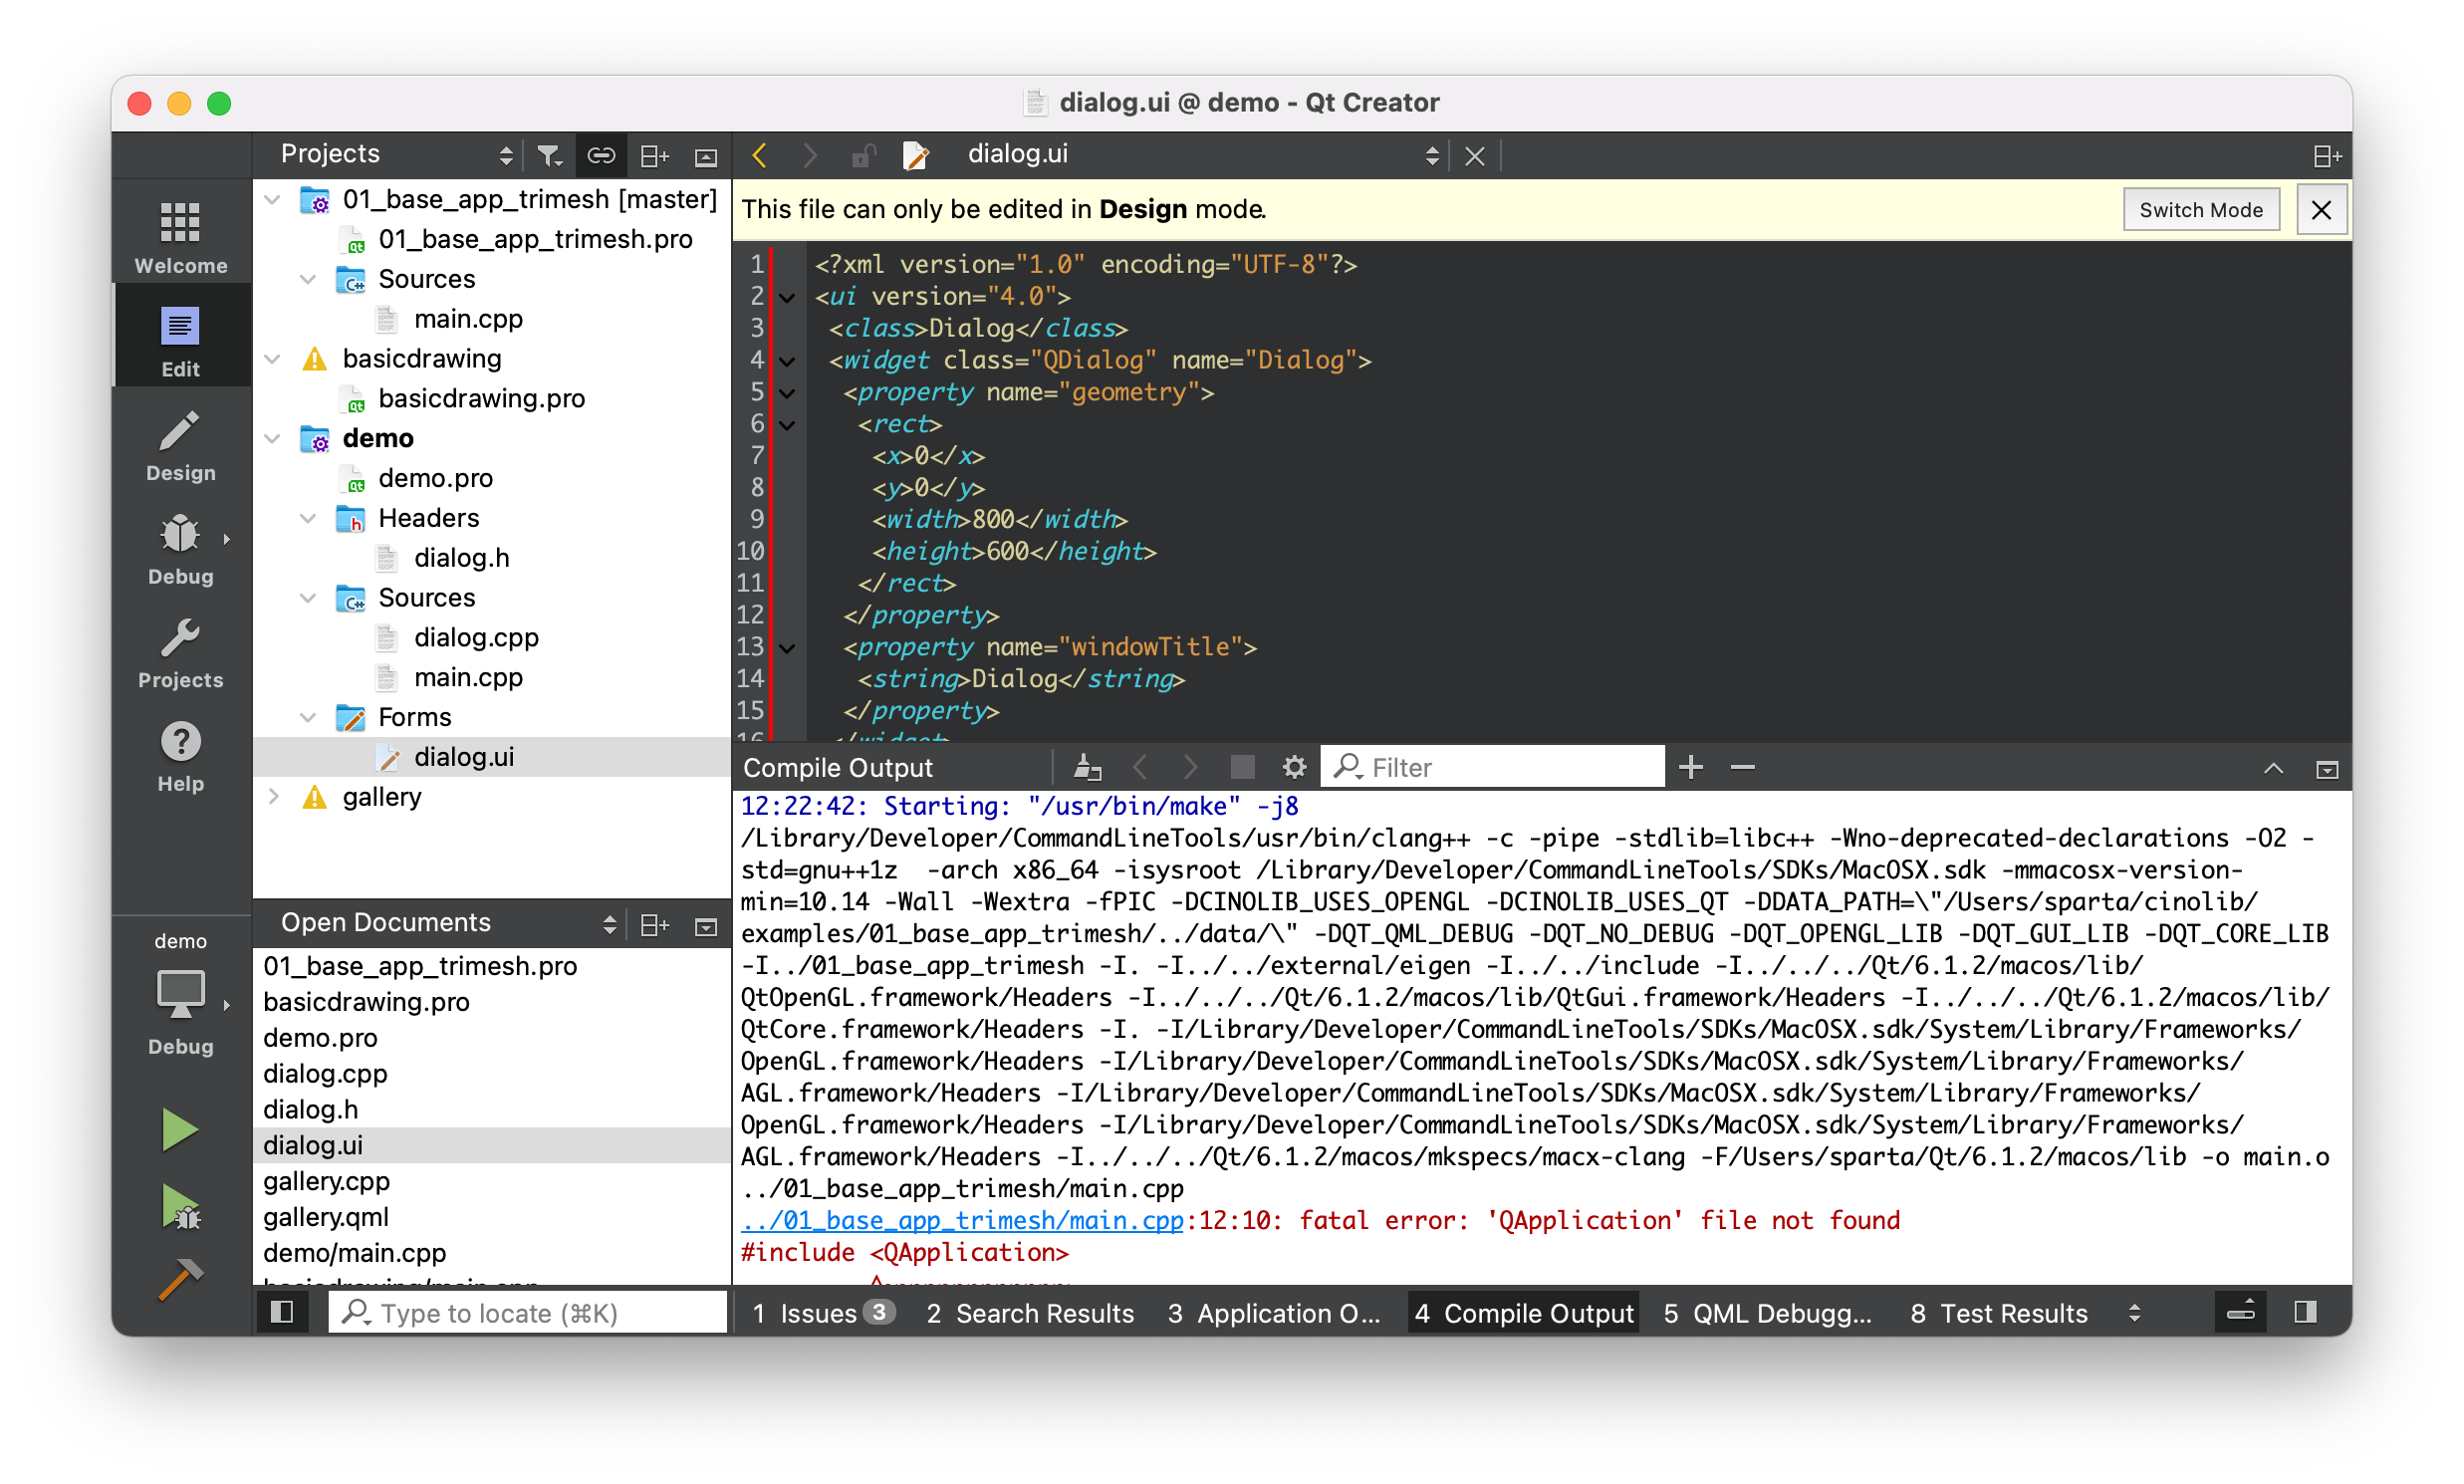 dialog.ui @ demo - Qt Creator
Projects
dialog.ui
Welcome
Edit
Design
Debug
Projects
Help
demo
Debug
01_base_app_trimesh [master]
01_base_app_trimesh.pro
Sources
main.cpp
basicdrawing
basicdrawing.pro
demo
demo.pro
Headers
dialog.h
Sources
dialog.cpp
main.cpp
Forms
dialog.ui
gallery
Open Documents
01_base_app_trimesh.pro
basicdrawing.pro
demo.pro
dialog.cpp
dialog.h
dialog.ui
gallery.cpp
gallery.qml
demo/main.cpp
basicdrawing/main.cpp
This file can only be edited in Design mode.
Switch Mode
1 <?xml version="1.0" encoding="UTF-8"?>
2 <ui version="4.0">
3 <class>Dialog</class>
4 <widget class="QDialog" name="Dialog">
5 <property name="geometry">
6 <rect>
7 <x>0</x>
8 <y>0</y>
9 <width>800</width>
10 <height>600</height>
11 </rect>
12 </property>
13 <property name="windowTitle">
14 <string>Dialog</string>
15 </property>
16 </widget>
Compile Output
Filter
12:22:42: Starting: "/usr/bin/make" -j8
/Library/Developer/CommandLineTools/usr/bin/clang++ -c -pipe -stdlib=libc++ -Wno-deprecated-declarations -O2 -
std=gnu++1z  -arch x86_64 -isysroot /Library/Developer/CommandLineTools/SDKs/MacOSX.sdk -mmacosx-version-
min=10.14 -Wall -Wextra -fPIC -DCINOLIB_USES_OPENGL -DCINOLIB_USES_QT -DDATA_PATH=\"/Users/sparta/cinolib/
examples/01_base_app_trimesh/../data/\" -DQT_QML_DEBUG -DQT_NO_DEBUG -DQT_OPENGL_LIB -DQT_GUI_LIB -DQT_CORE_LIB
-I../01_base_app_trimesh -I. -I../../external/eigen -I../../include -I../../../Qt/6.1.2/macos/lib/
QtOpenGL.framework/Headers -I../../../Qt/6.1.2/macos/lib/QtGui.framework/Headers -I../../../Qt/6.1.2/macos/lib/
QtCore.framework/Headers -I. -I/Library/Developer/CommandLineTools/SDKs/MacOSX.sdk/System/Library/Frameworks/
OpenGL.framework/Headers -I/Library/Developer/CommandLineTools/SDKs/MacOSX.sdk/System/Library/Frameworks/
AGL.framework/Headers -I/Library/Developer/CommandLineTools/SDKs/MacOSX.sdk/System/Library/Frameworks/
OpenGL.framework/Headers -I/Library/Developer/CommandLineTools/SDKs/MacOSX.sdk/System/Library/Frameworks/
AGL.framework/Headers -I../../../Qt/6.1.2/macos/mkspecs/macx-clang -F/Users/sparta/Qt/6.1.2/macos/lib -o main.o
../01_base_app_trimesh/main.cpp
../01_base_app_trimesh/main.cpp:12:10: fatal error: 'QApplication' file not found
#include <QApplication>
^~~~~~~~~~~~~~
Type to locate (⌘K)
1 Issues 3
2 Search Results
3 Application O...
4 Compile Output
5 QML Debugg...
8 Test Results